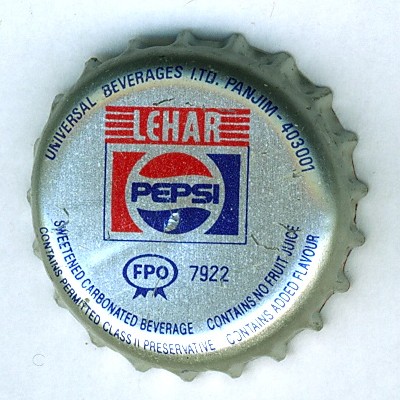 UNIVERSAL BEVERAGES LTD. PANJIM-403001
LEHAR
PEPSI
FPO 7922
SWEETENED CARBONATED BEVERAGE CONTAINS NO FRUIT JUICE
CONTAINS PERMITTED CLASS II PRESERVATIVE CONTAINS ADDED FLAVOUR